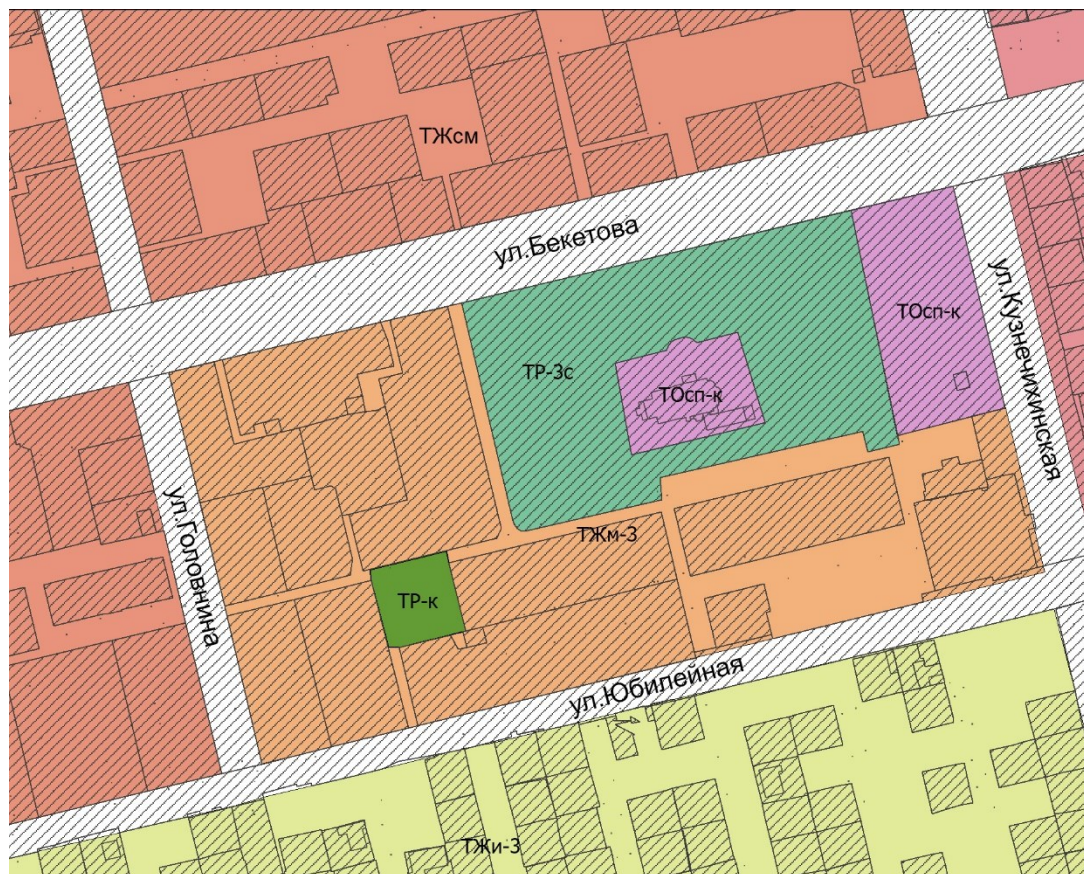 ТЖсм
ул.Бекетова
ТОсп-к
ул.Кузнечихинская
ТР-3с
ТОсп-к
ул.Головнина
ТЖм-3
ТР-к
ул.Юбилейная
ТЖи-3